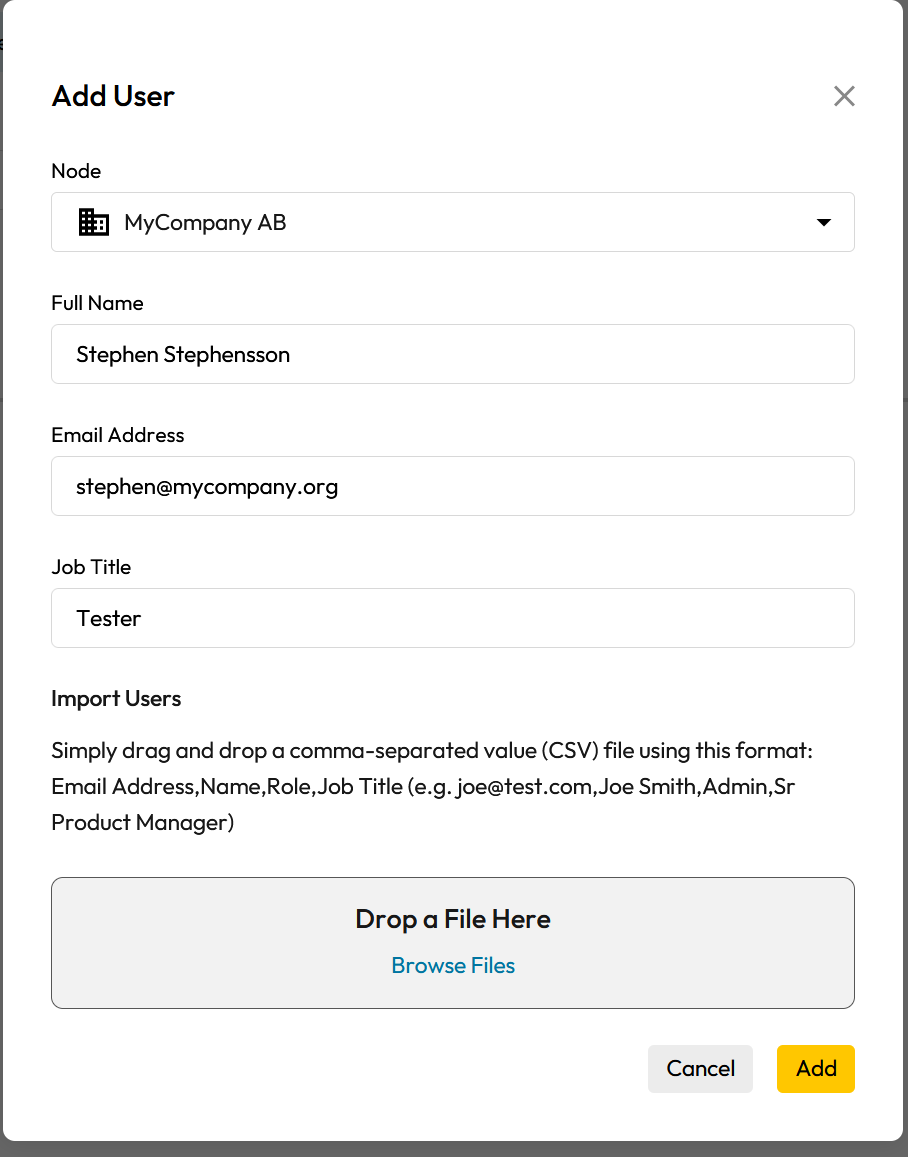 Add User
Node
MyCompany AB
Full Name
Stephen Stephensson
Email Address
stephen@mycompany.org
Job Title
Tester
Import Users
Simply drag and drop a comma-separated value (CSV) file using this format:
Email Address,Name,Role,Job Title (e.g. joe@test.com,Joe Smith,Admin,Sr
Product Manager)
Drop a File Here
Browse Files
Cancel
Add